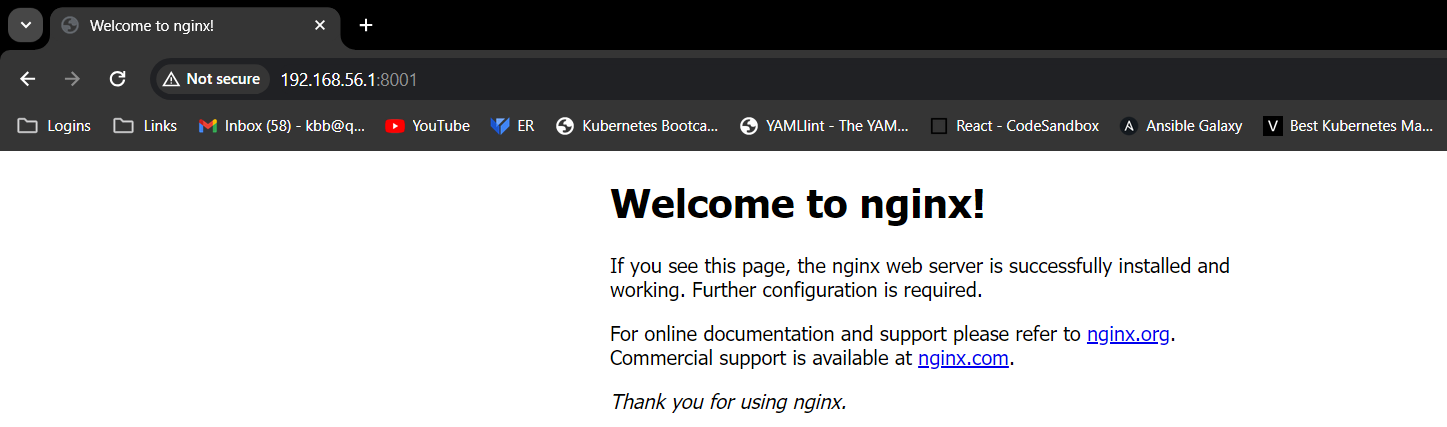 Welcome to nginx!
Not secure 192.168.56.1:8001
Logins Links Inbox (58) - kbb@q... YouTube ER Kubernetes Bootca... YAMLlint - The YAM... React - CodeSandbox Ansible Galaxy V Best Kubernetes Ma...
Welcome to nginx!
If you see this page, the nginx web server is successfully installed and
working. Further configuration is required.
For online documentation and support please refer to nginx.org.
Commercial support is available at nginx.com.
Thank you for using nginx.